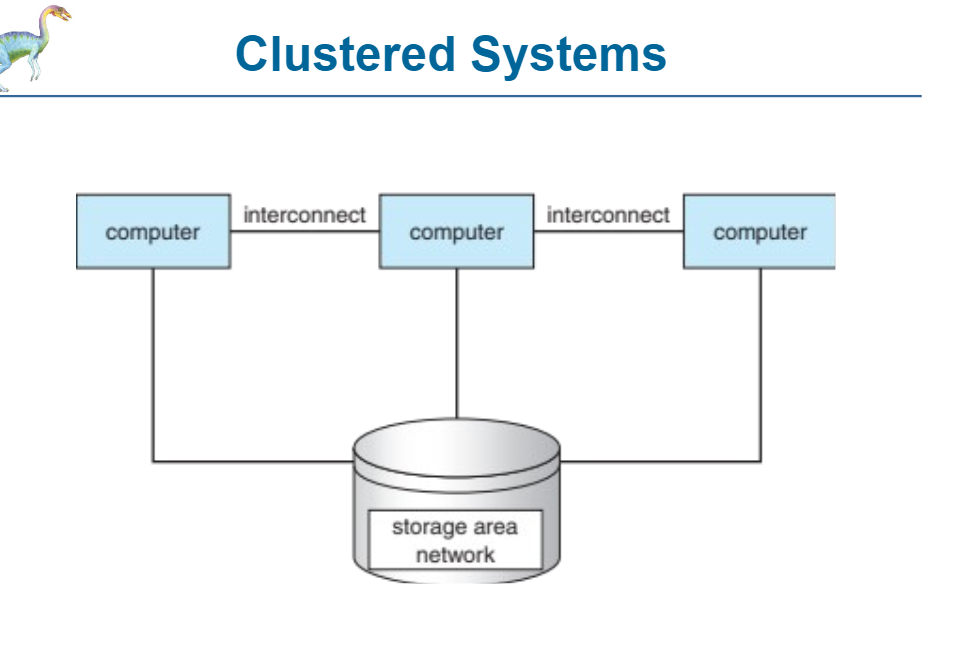 Clustered Systems
interconnect
interconnect
computer
computer
computer
storage area
network